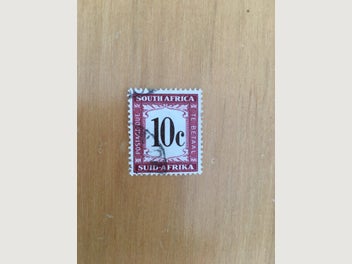 SOUTH AFRICA
POSTAGE DUE
10c
TE BETAAL
SUID-AFRIKA